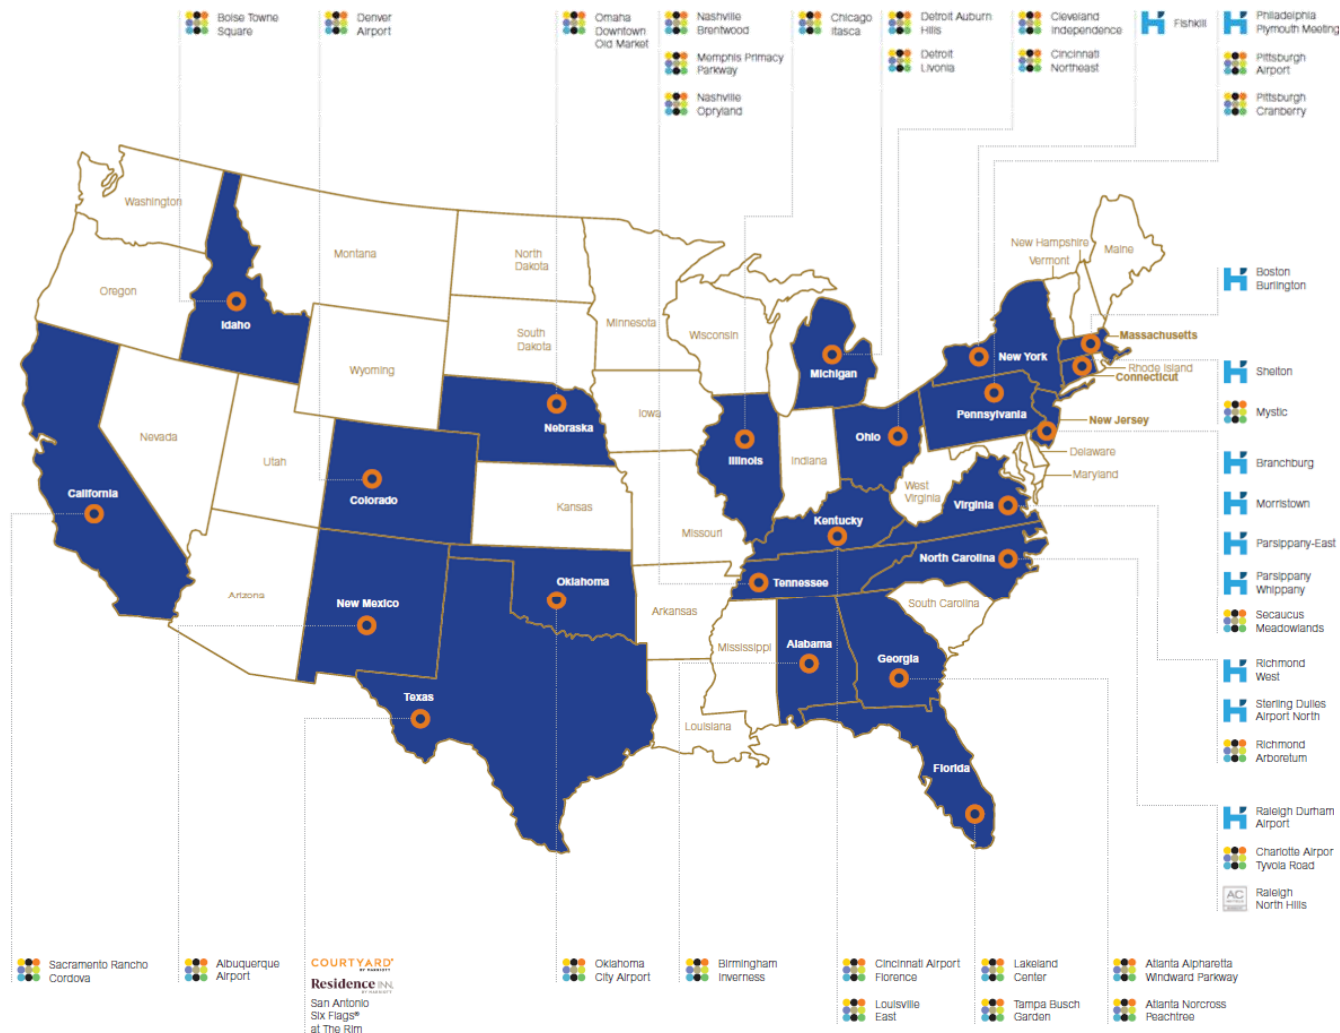 Boise Towne
Square
Denver
Airport
Omaha
Downtown
Old Market
Nashville
Brentwood
Memphis Primacy
Parkway
Nashville
Opryland
Chicago
Itasca
Detroit Auburn
Hills
Detroit
Livonia
Cleveland
Independence
Cincinnati
Northeast
Fishkill
Philadelphia
Plymouth Meeting
Pittsburgh
Airport
Pittsburgh
Cranberry
Washington
Oregon
Idaho
Montana
North
Dakota
South
Dakota
Minnesota
Wisconsin
Wyoming
Nebraska
Iowa
Nevada
Utah
Colorado
California
Kansas
Missouri
Illinois
Indiana
Michigan
Ohio
New Hampshire
Vermont
Maine
New York
Massachusetts
Rhode Island
Connecticut
Pennsylvania
New Jersey
Delaware
Maryland
West
Virginia
Virginia
Kentucky
North Carolina
Tennessee
South Carolina
Arizona
New Mexico
Oklahoma
Arkansas
Texas
Louisiana
Mississippi
Alabama
Georgia
Florida
Boston
Burlington
Shelton
Mystic
Branchburg
Morristown
Parsippany-East
Parsippany
Whippany
Secaucus
Meadowlands
Richmond
West
Sterling Dulles
Airport North
Richmond
Arboretum
Raleigh Durham
Airport
Charlotte Airpor
Tyvola Road
AC
Raleigh
North Hills
Sacramento Rancho
Cordova
Albuquerque
Airport
COURTYARD®
BY MARRIOTT
Residence INN.
BY MARRIOTT
San Antonio
Six Flags®
at The Rim
Oklahoma
City Airport
Birmingham
Inverness
Cincinnati Airport
Florence
Louisville
East
Lakeland
Center
Tampa Busch
Garden
Atlanta Alpharetta
Windward Parkway
Atlanta Norcross
Peachtree